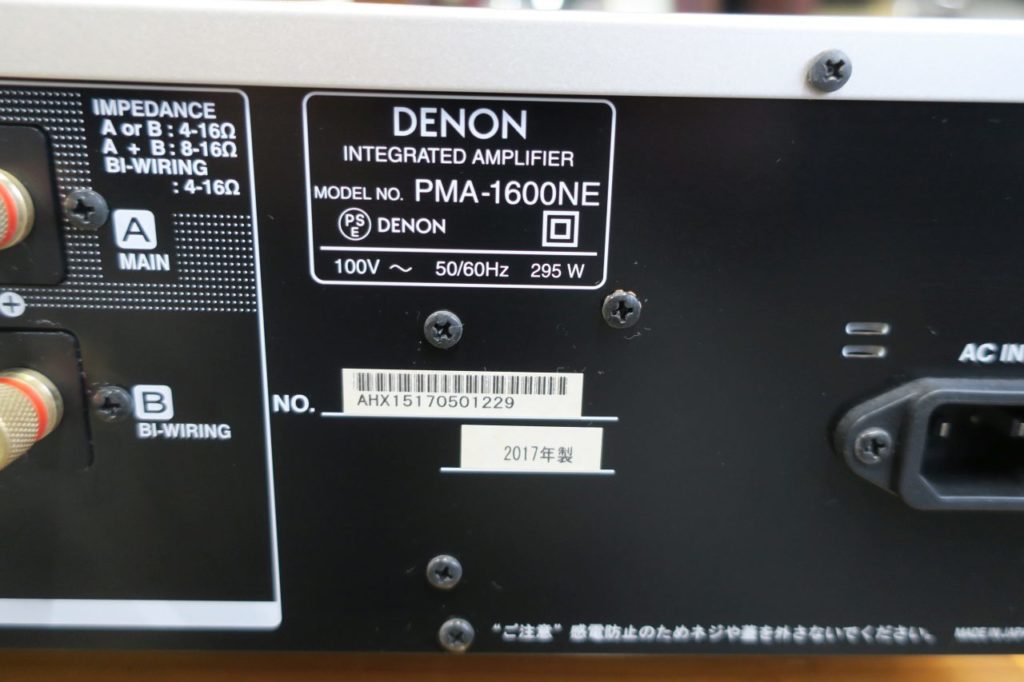 IMPEDANCE
A or B : 4-16Ω
A + B : 8-16Ω
BI-WIRING
: 4-16Ω
A
MAIN
B
BI-WIRING
DENON
INTEGRATED AMPLIFIER
MODEL NO. PMA-1600NE
PS
E
DENON
100V ～ 50/60Hz 295 W
NO.
AHX15170501229
2017年製
AC IN
"ご注意" 感電防止のためネジや蓋を外さないでください。 MADE IN JAPAN